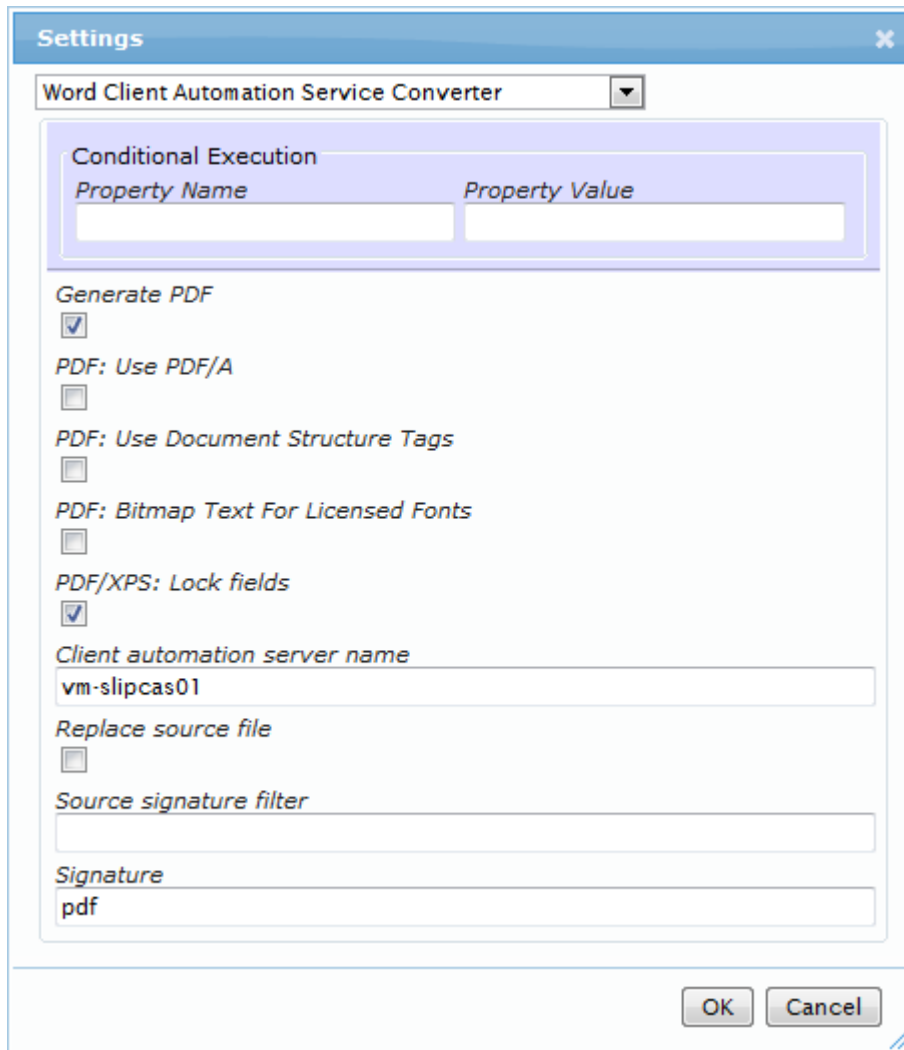 Settings
Word Client Automation Service Converter
Conditional Execution
Property Name Property Value
Generate PDF
PDF: Use PDF/A
PDF: Use Document Structure Tags
PDF: Bitmap Text For Licensed Fonts
PDF/XPS: Lock fields
Client automation server name
vm-slipcas01
Replace source file
Source signature filter
Signature
pdf
OK Cancel